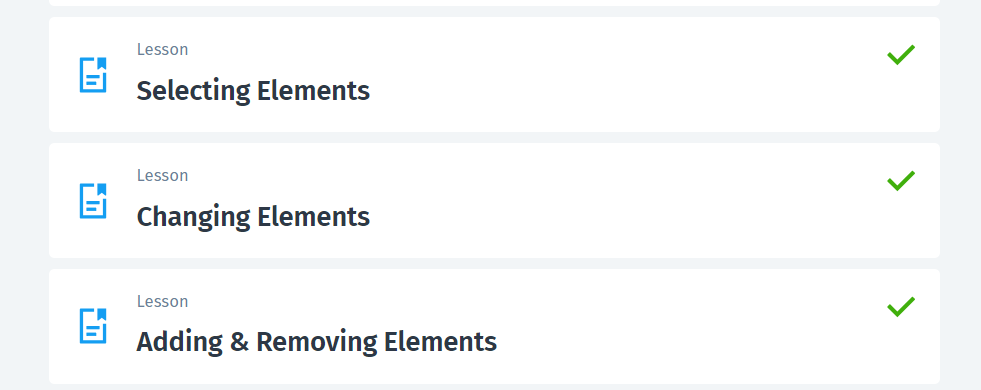 Lesson
Selecting Elements
Lesson
Changing Elements
Lesson
Adding & Removing Elements